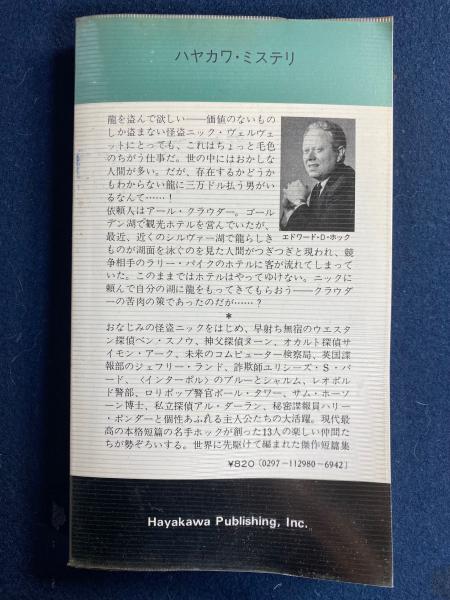 ハヤカワ・ミステリ
龍を盗んで欲しい――価値のないもの
しか盗まない怪盗ニック・ヴェルヴェ
ットにとっても、これはちょっと毛色
のちがう仕事だ。世の中にはおかしな
人間が多い。だが、存在するかどうか
もわからない龍に三万ドル払う男がい
るなんて……！
依頼人はアール・クラウダー。ゴール
デン湖で観光ホテルを営んでいたが、
最近、近くのシルヴァー湖で龍らしき
ものが湖面を泳ぐのを見た人間がつぎつぎと現われ、競
争相手のラリー・パイクのホテルに客が流れてしまって
いた。このままではホテルはやってゆけない。ニックに
頼んで自分の湖に龍をもってきてもらおう――クラウダ
ーの苦肉の策であったのだが……？
エドワード・D・ホック
＊
おなじみの怪盗ニックをはじめ、早射ち無宿のウエスタ
ン探偵ベン・スノウ、神父探偵ヌーン、オカルト探偵サ
イモン・アーク、未来のコムピューター検察局、英国諜
報部のジェフリー・ランド、詐欺師ユリシーズ・S・バ
ード、〈インターポル〉のブルーとシャルム、レオポル
ド警部、ロリポップ警官ポール・タワー、サム・ホーソ
ーン博士、私立探偵アル・ダーラン、秘密諜報員ハリー
・ポンダーと個性あふれる主人公たちの大活躍。現代最
高の本格短篇の名手ホックが創った13人の楽しい仲間た
ちが勢ぞろいする。世界に先駆けて編まれた傑作短篇集
¥820 (0297-112980-6942)
Hayakawa Publishing, Inc.